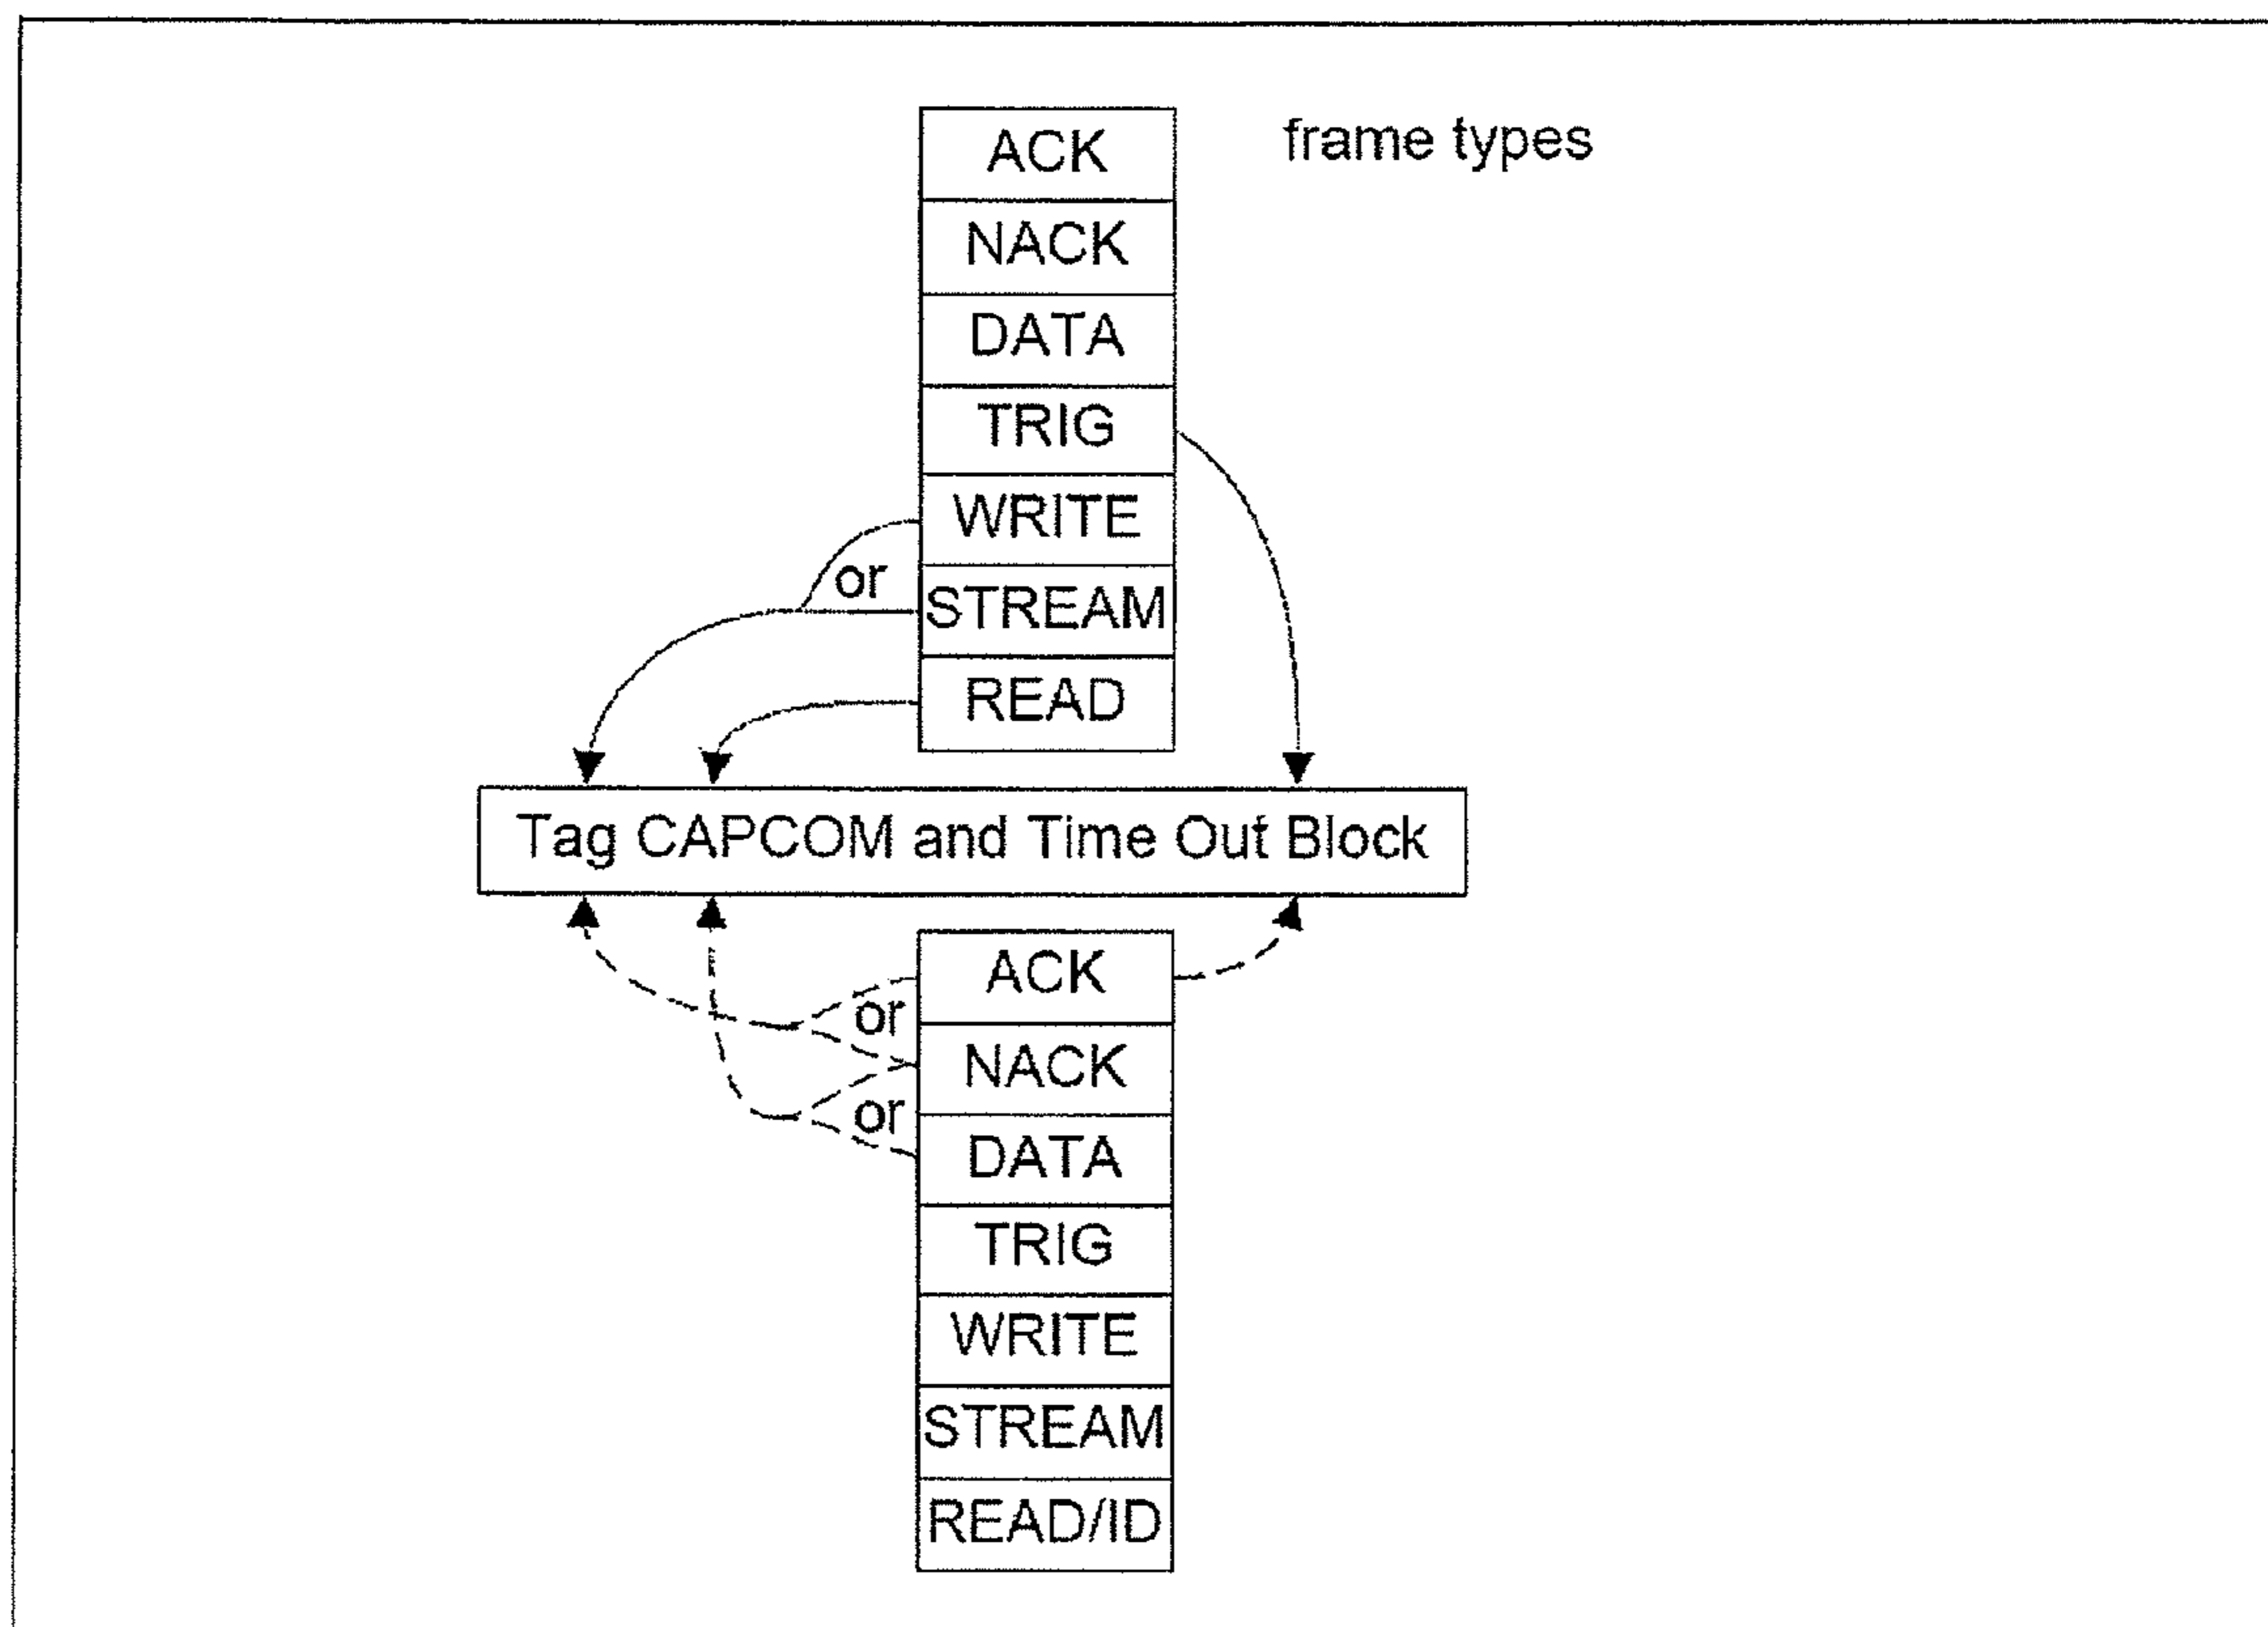 ACK
frame types
NACK
DATA
TRIG
WRITE
or
STREAM
READ
Tag CAPCOM and Time Out Block
ACK
or
NACK
or
DATA
TRIG
WRITE
STREAM
READ/ID